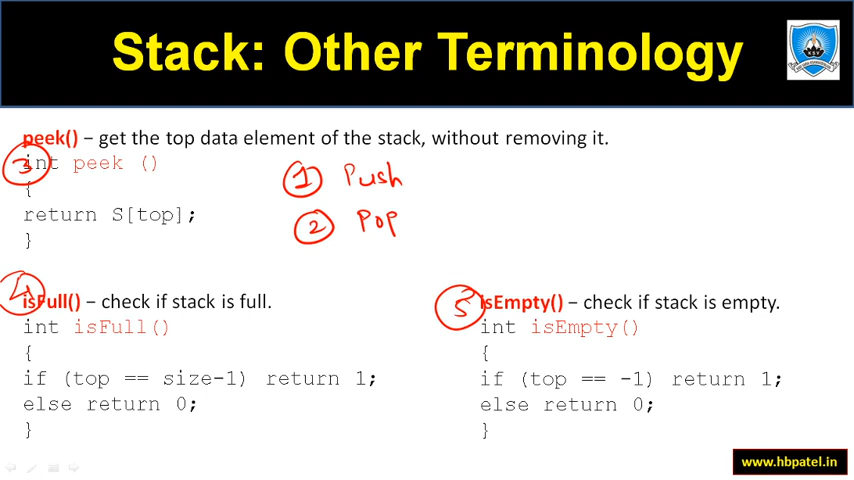 Stack: Other Terminology
peek() – get the top data element of the stack, without removing it.
3
int peek ()
{
return S[top];
}
1 Push
2 Pop
4
isFull() – check if stack is full.
int isFull()
{
if (top == size-1) return 1;
else return 0;
}
5
isEmpty() – check if stack is empty.
int isEmpty()
{
if (top == -1) return 1;
else return 0;
}
www.hbpatel.in